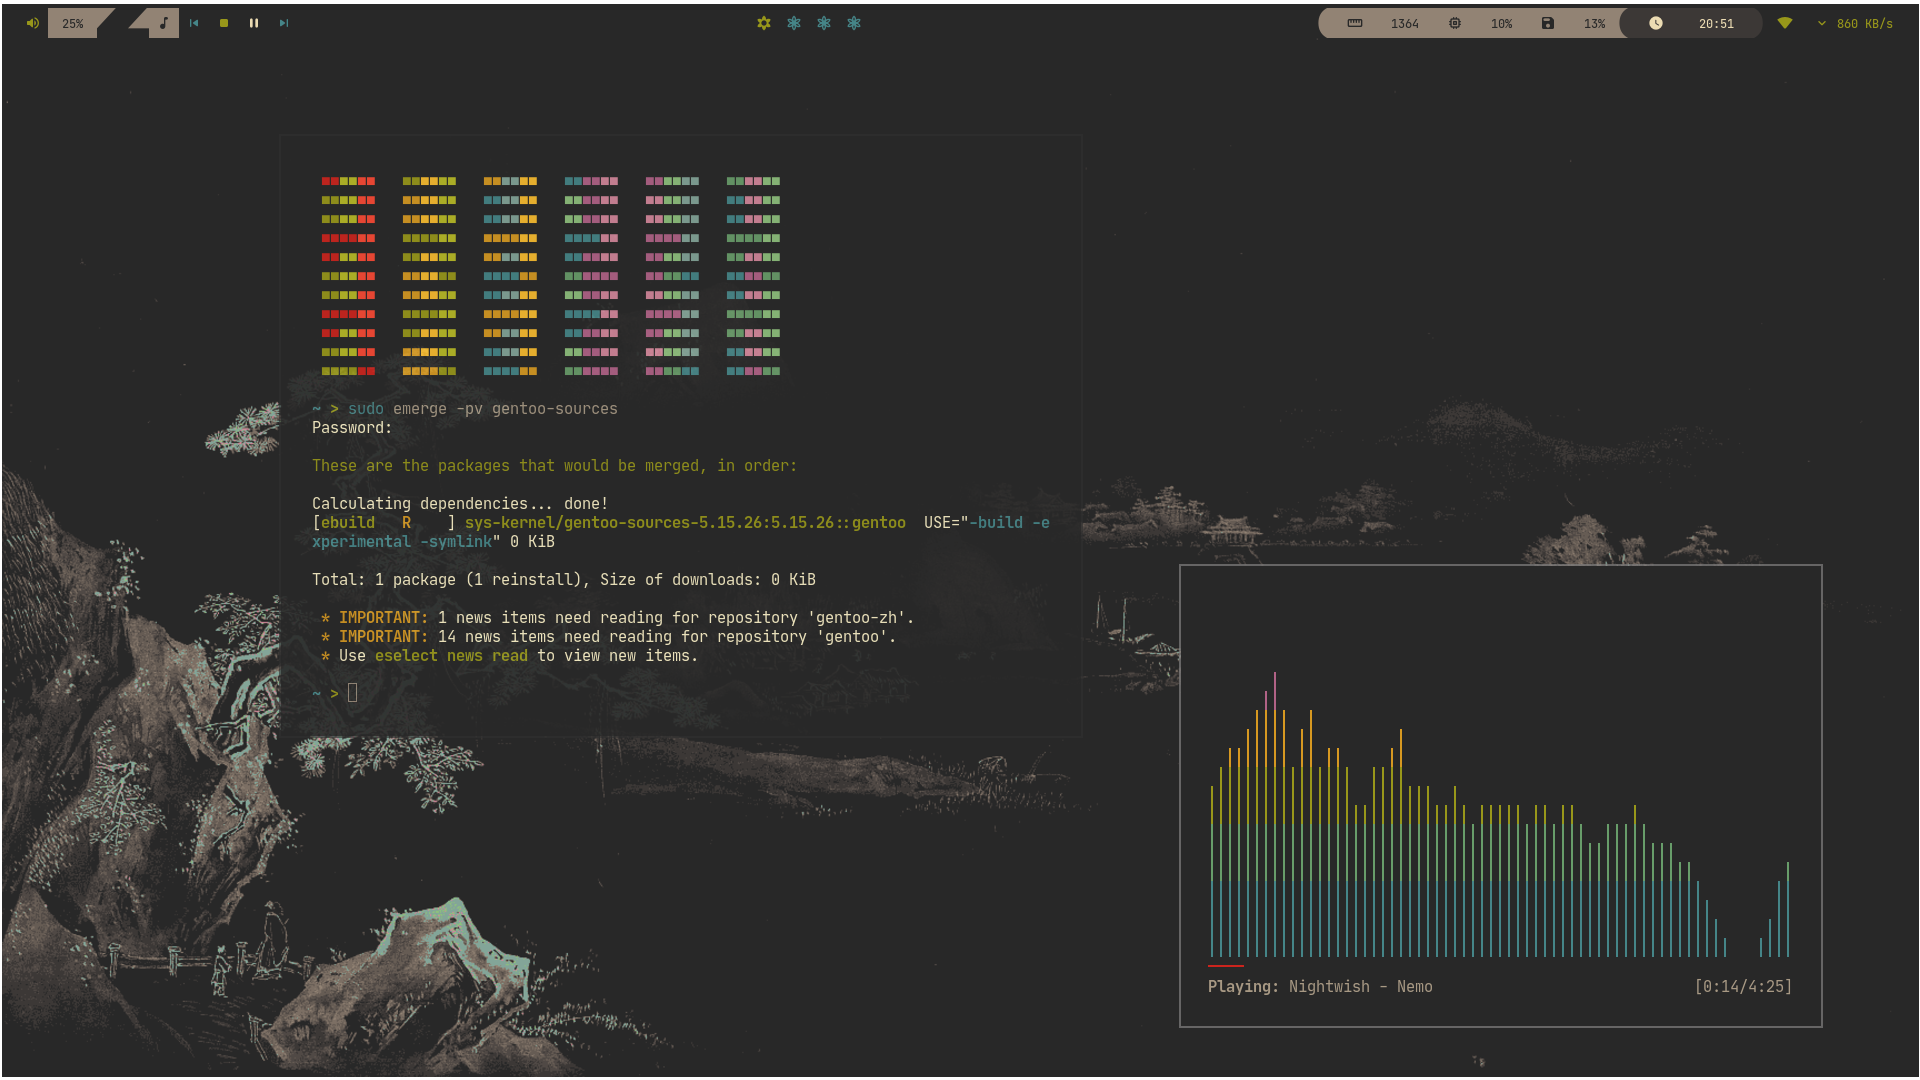 25%
1364 10% 13% 20:51 860 KB/s
~ > sudo emerge -pv gentoo-sources
Password:
These are the packages that would be merged, in order:
Calculating dependencies... done!
[ebuild   R    ] sys-kernel/gentoo-sources-5.15.26:5.15.26::gentoo  USE="-build -e
xperimental -symlink" 0 KiB
Total: 1 package (1 reinstall), Size of downloads: 0 KiB
* IMPORTANT: 1 news items need reading for repository 'gentoo-zh'.
* IMPORTANT: 14 news items need reading for repository 'gentoo'.
* Use eselect news read to view new items.
~ >
Playing: Nightwish - Nemo [0:14/4:25]